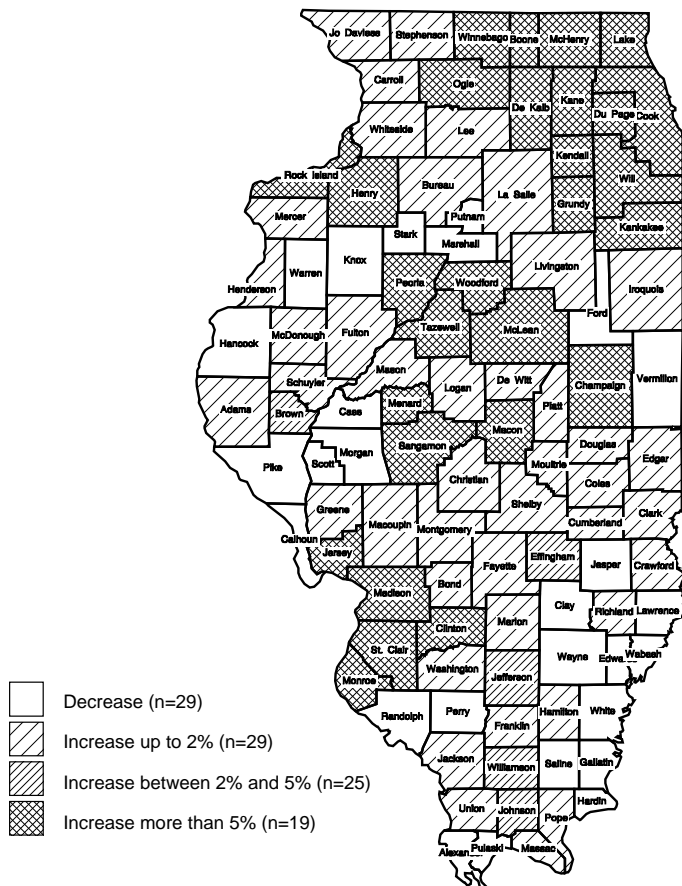 Jo Daviess Stephenson Winnebago Boone McHenry Lake
Carroll Ogle De Kalb Kane Du Page Cook
Whiteside Lee Kendall Will
Rock Island Henry Bureau La Salle Grundy
Mercer Putnam Kankakee
Stark Marshall
Warren Knox Peoria Woodford Livingston Iroquois
Henderson Ford
Hancock McDonough Fulton Tazewell McLean
Schuyler Mason Logan De Witt Champaign Vermilion
Adams Brown Cass Menard Macon Piatt
Pike Scott Morgan Sangamon Moultrie Douglas Edgar
Christian Coles
Greene Macoupin Montgomery Shelby Cumberland Clark
Calhoun Jersey Fayette Effingham Jasper Crawford
Madison Bond Clay Richland Lawrence
Clinton Marion
St. Clair Washington Wayne Edwards Wabash
Monroe Jefferson
Randolph Perry Franklin Hamilton White
Jackson Williamson Saline Gallatin
Union Johnson Pope Hardin
Alexander Pulaski Massac
Decrease (n=29)
Increase up to 2% (n=29)
Increase between 2% and 5% (n=25)
Increase more than 5% (n=19)